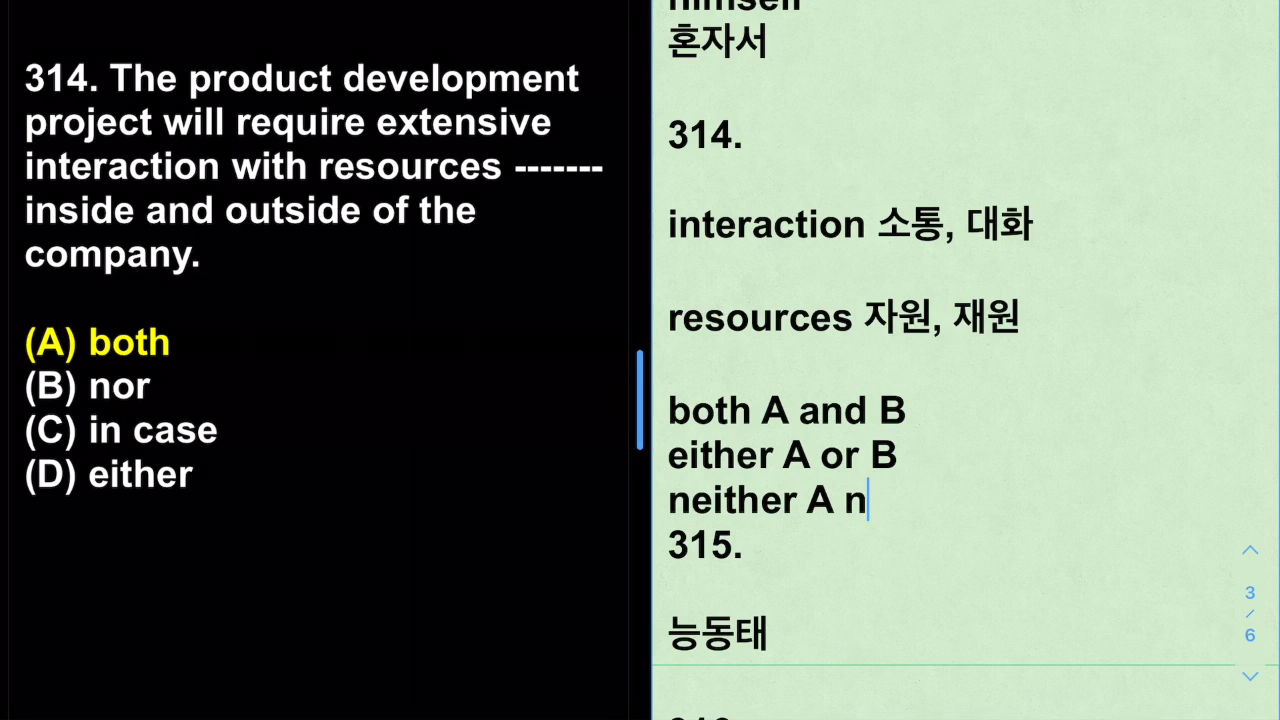 314. The product development
project will require extensive
interaction with resources -------
inside and outside of the
company.
(A) both
(B) nor
(C) in case
(D) either
himself
혼자서
314.
interaction 소통, 대화
resources 자원, 재원
both A and B
either A or B
neither A n
315.
능동태
3
/
6